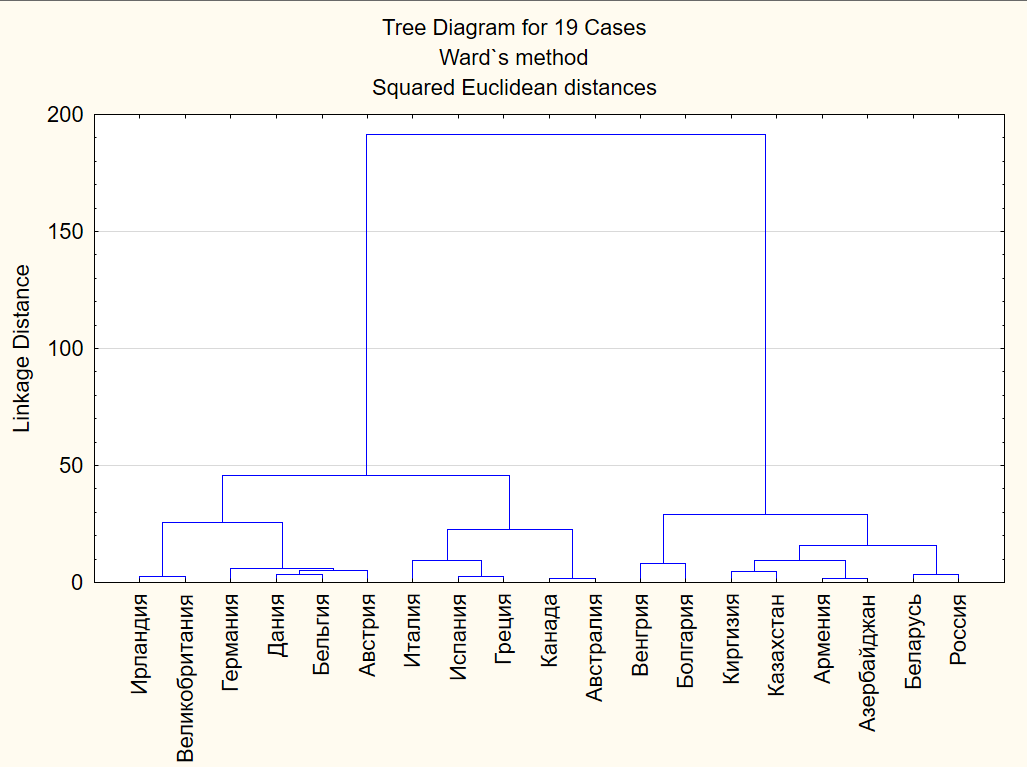 Tree Diagram for 19 Cases
Ward`s method
Squared Euclidean distances
200
150
100
50
0
Linkage Distance
Ирландия
Великобритания
Германия
Дания
Бельгия
Австрия
Италия
Испания
Греция
Канада
Австралия
Венгрия
Болгария
Киргизия
Казахстан
Армения
Азербайджан
Беларусь
Россия